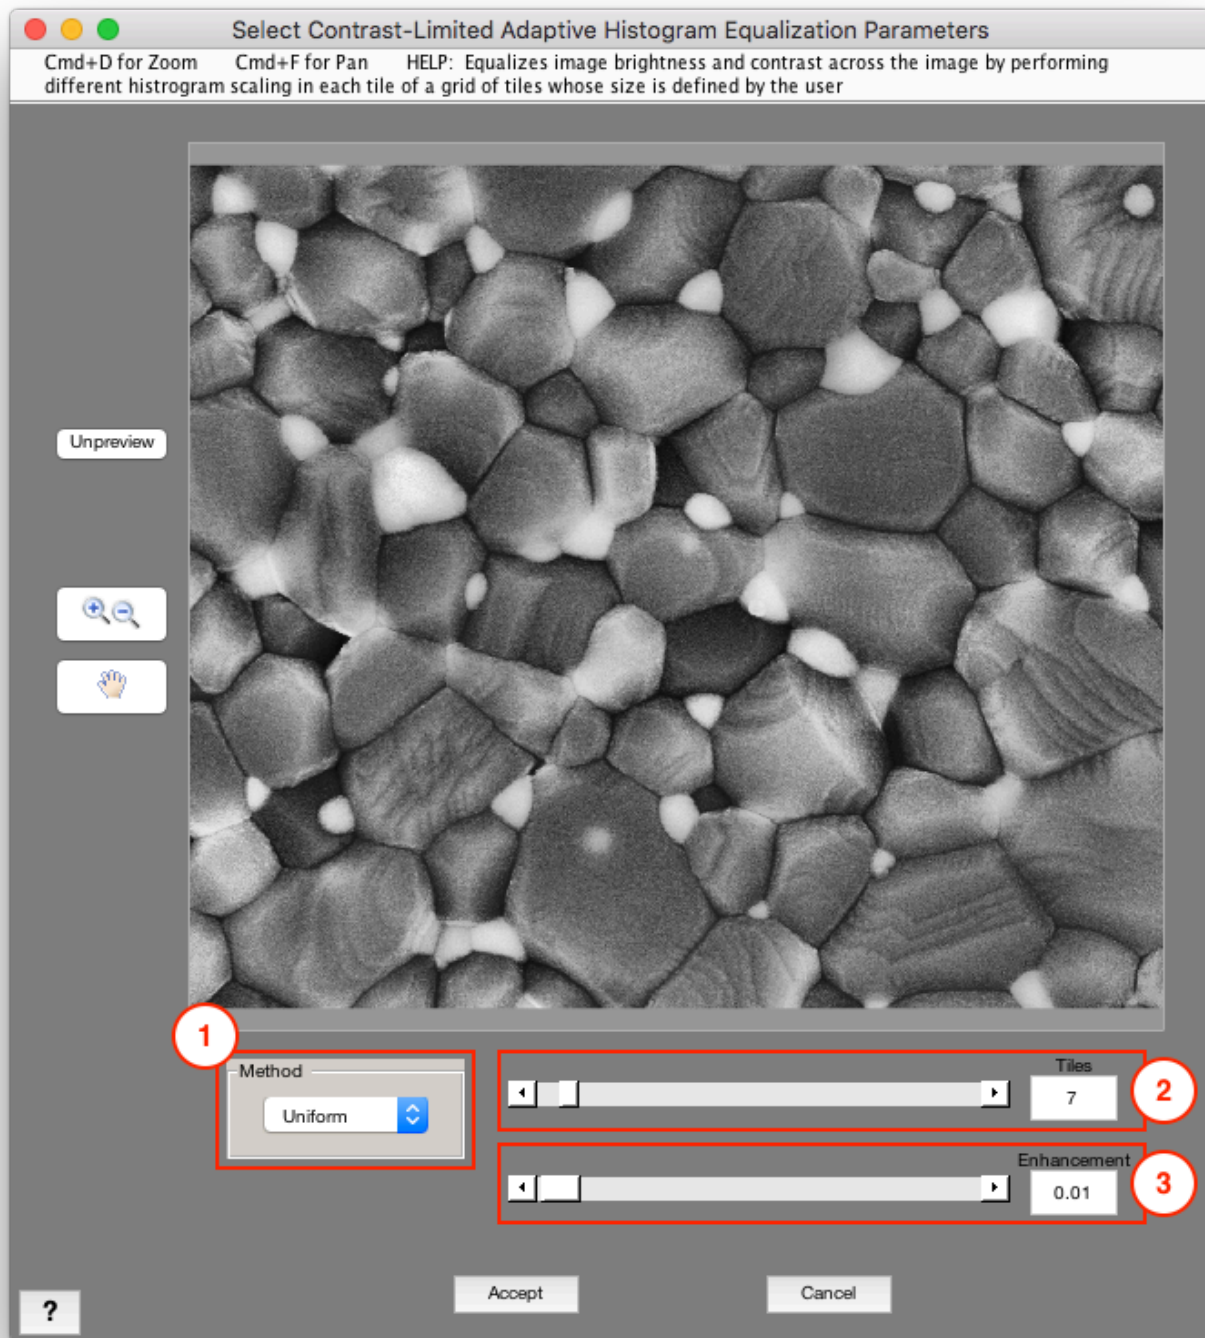 Select Contrast-Limited Adaptive Histogram Equalization Parameters
Cmd+D for Zoom Cmd+F for Pan HELP: Equalizes image brightness and contrast across the image by performing
different histrogram scaling in each tile of a grid of tiles whose size is defined by the user
Unpreview
1
Method
Uniform
Tiles
7
2
Enhancement
0.01
3
Accept
Cancel
?